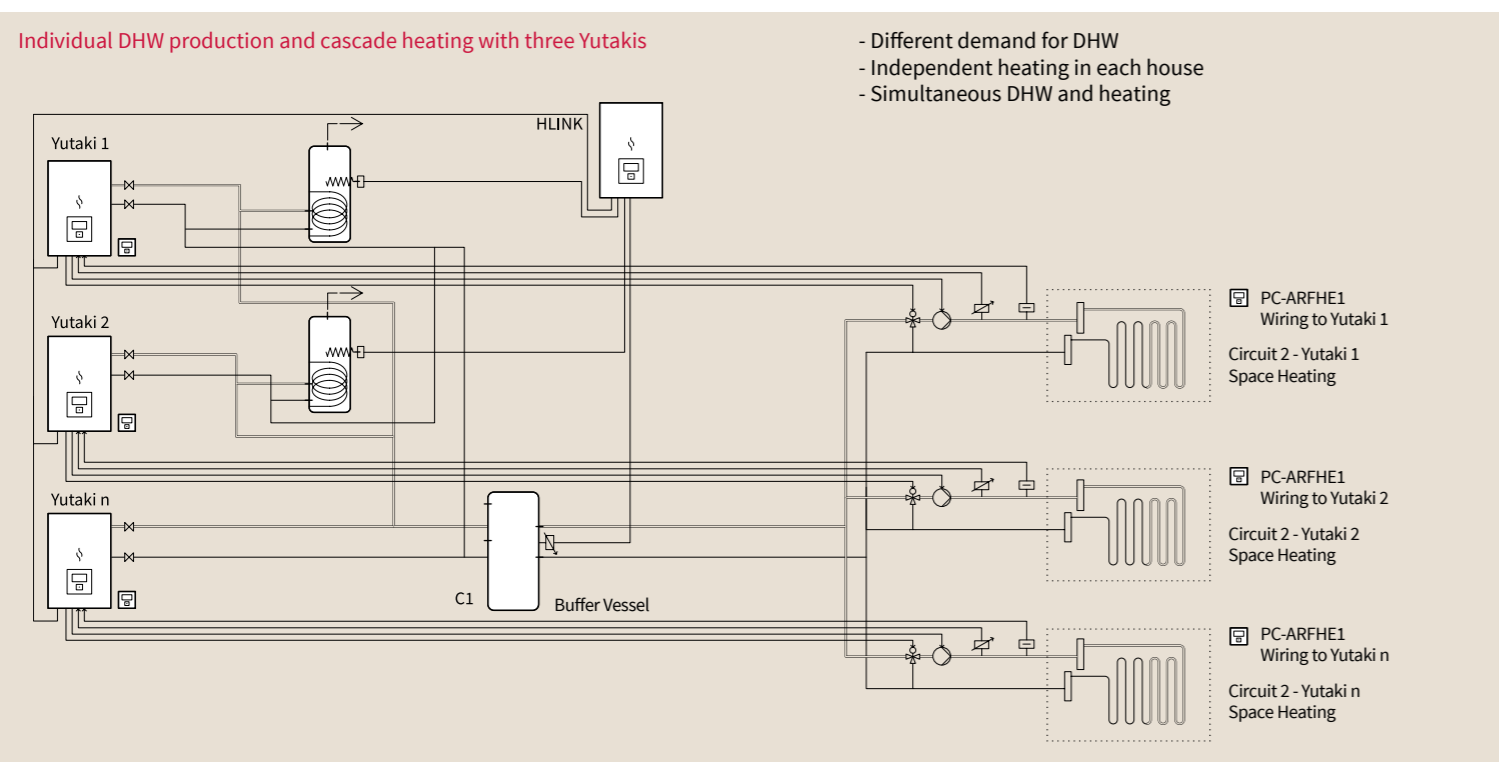 Individual DHW production and cascade heating with three Yutakis
- Different demand for DHW
- Independent heating in each house
- Simultaneous DHW and heating
HLINK
Yutaki 1
Yutaki 2
Yutaki n
C1
Buffer Vessel
PC-ARFHE1
Wiring to Yutaki 1
Circuit 2 - Yutaki 1
Space Heating
PC-ARFHE1
Wiring to Yutaki 2
Circuit 2 - Yutaki 2
Space Heating
PC-ARFHE1
Wiring to Yutaki n
Circuit 2 - Yutaki n
Space Heating